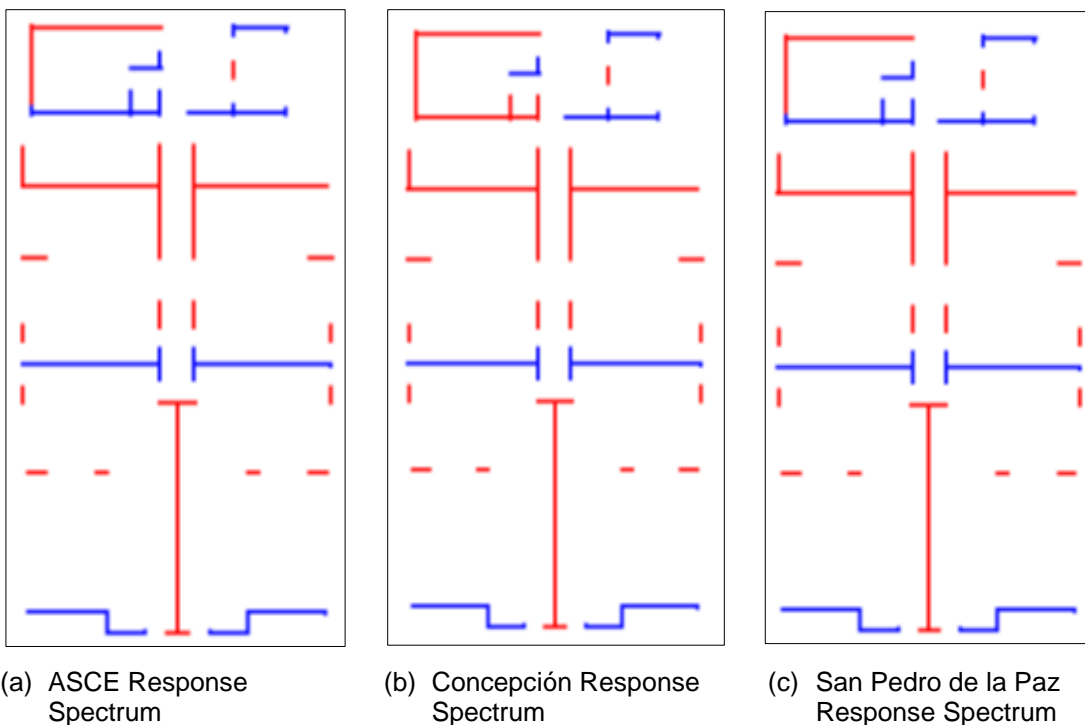 (a) ASCE Response
Spectrum
(b) Concepción Response
Spectrum
(c) San Pedro de la Paz
Response Spectrum